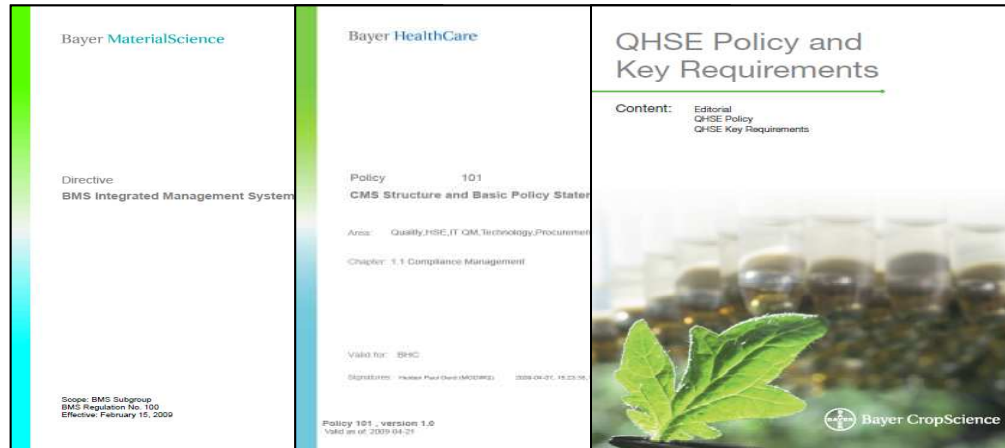 Bayer MaterialScience
Directive
BMS Integrated Management System
Scope: BMS Subgroup
BMS Regulation No. 100
Effective: February 15, 2009
Bayer HealthCare
Policy 101
CMS Structure and Basic Policy Stater
Area: Quality,HSE,IT QM,Technology,Procuremen
Chapter: 1.1 Compliance Management
Valid for: BHC
Signatures:
Policy 101 , version 1.0
Valid as of: 2009-04-21
QHSE Policy and
Key Requirements
Content: Editorial
QHSE Policy
QHSE Key Requirements
Bayer CropScience